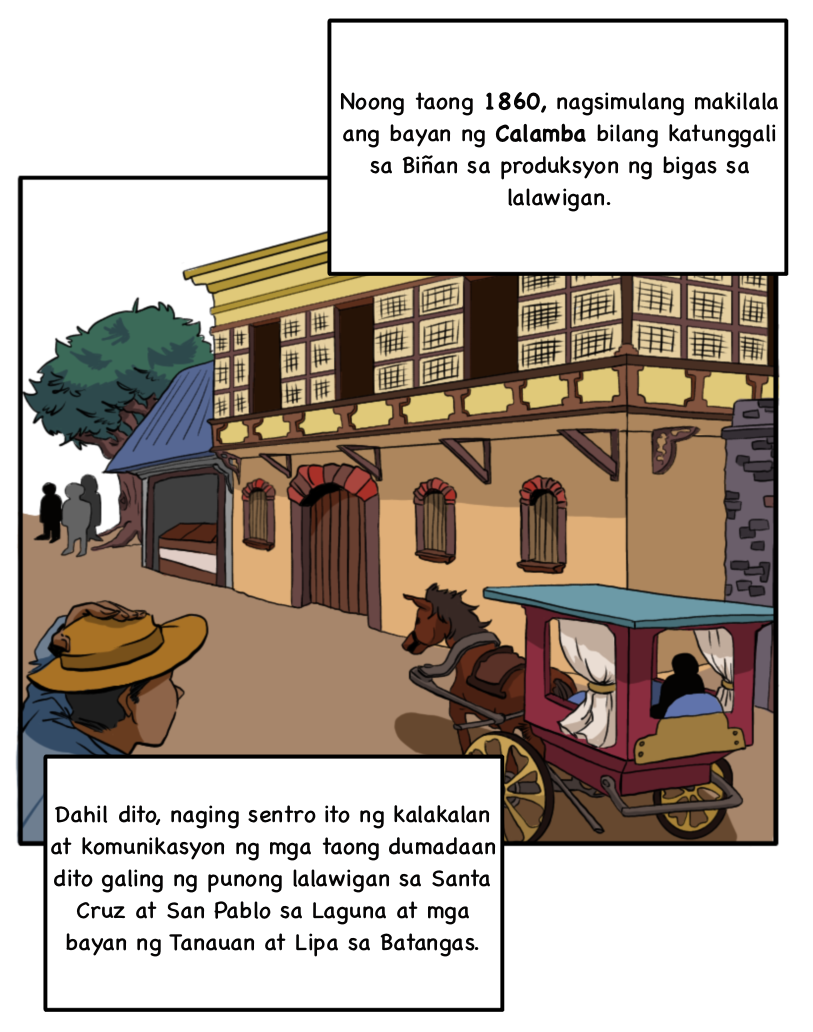 Noong taong 1860, nagsimulang makilala
ang bayan ng Calamba bilang katunggali
sa Biñan sa produksyon ng bigas sa
lalawigan.
Dahil dito, naging sentro ito ng kalakalan
at komunikasyon ng mga taong dumadaan
dito galing ng punong lalawigan sa Santa
Cruz at San Pablo sa Laguna at mga
bayan ng Tanauan at Lipa sa Batangas.